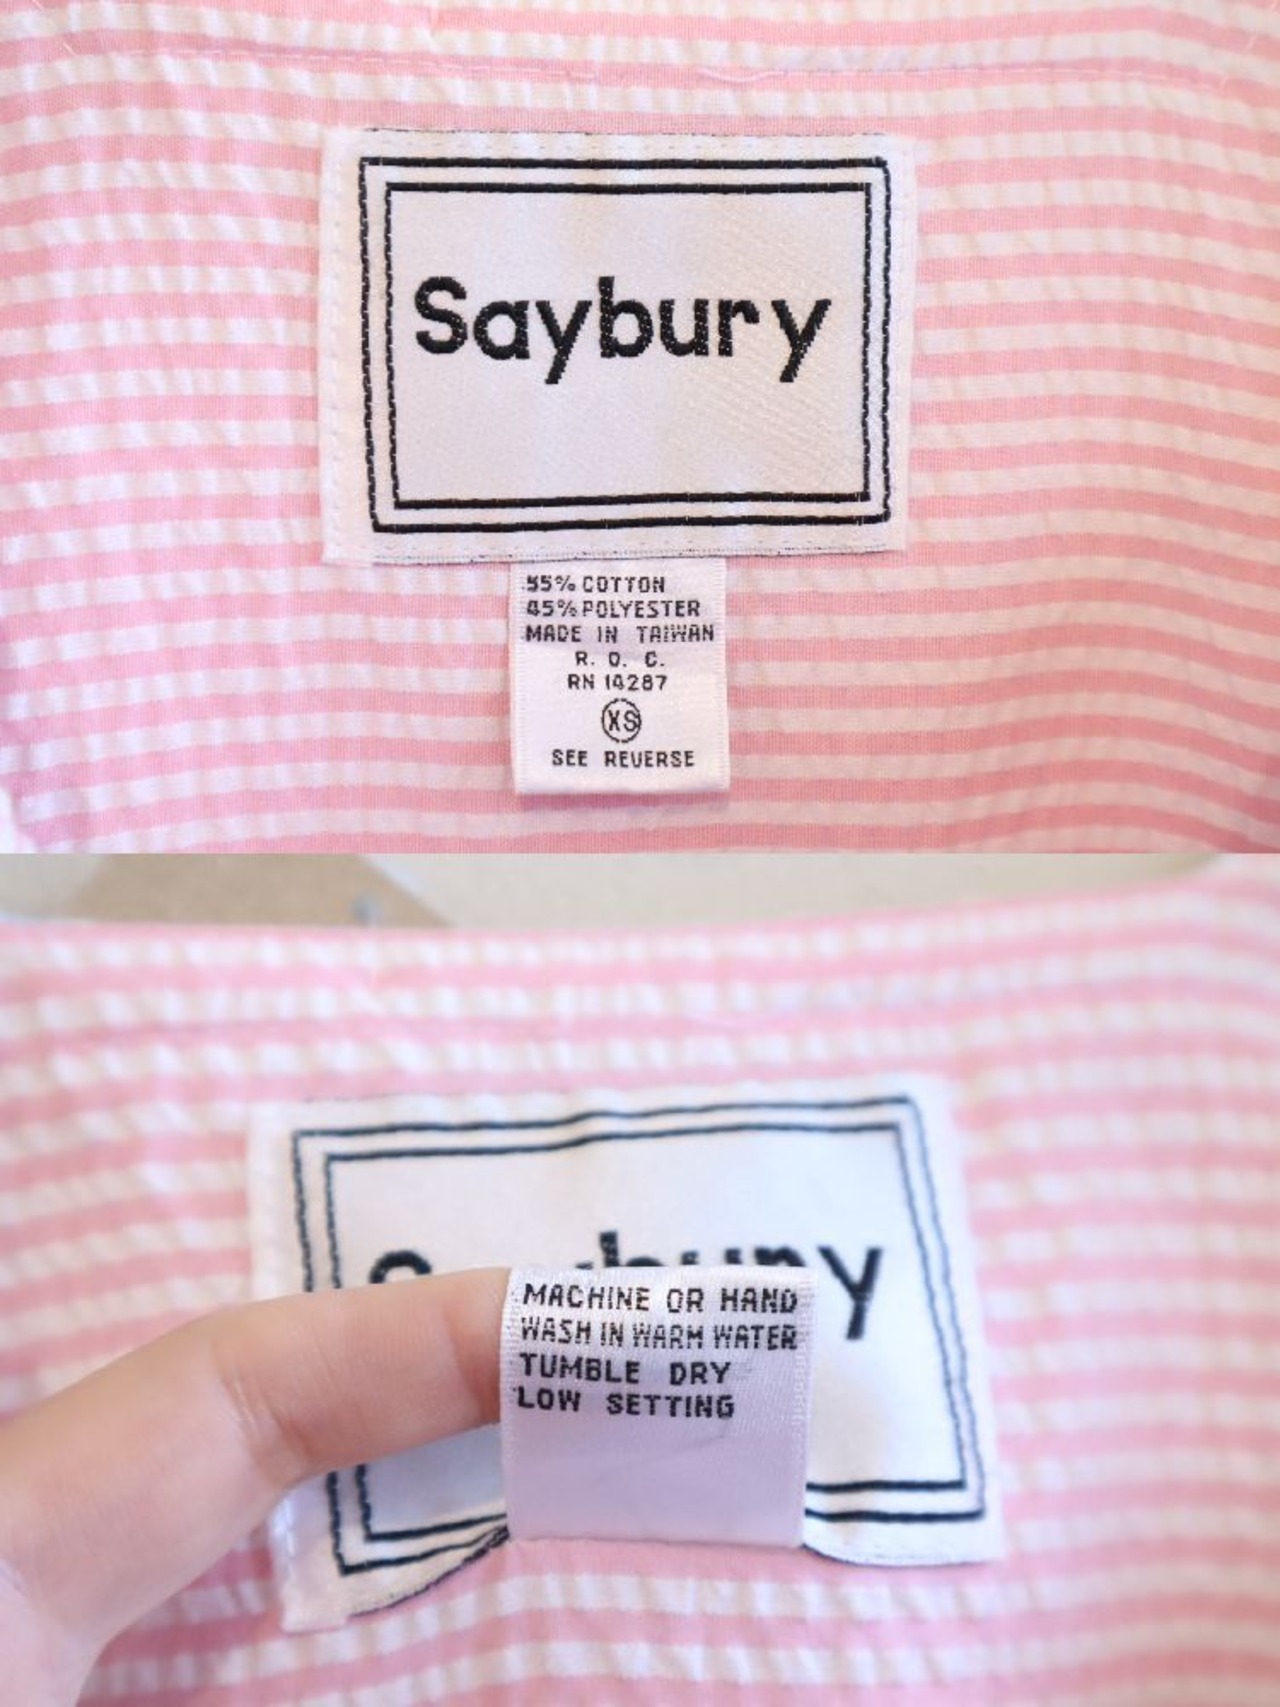 Saybury
55% COTTON
45% POLYESTER
MADE IN TAIWAN
R. O. C.
RN 14287
XS
SEE REVERSE
Saybury
MACHINE OR HAND
WASH IN WARM WATER
TUMBLE DRY
LOW SETTING